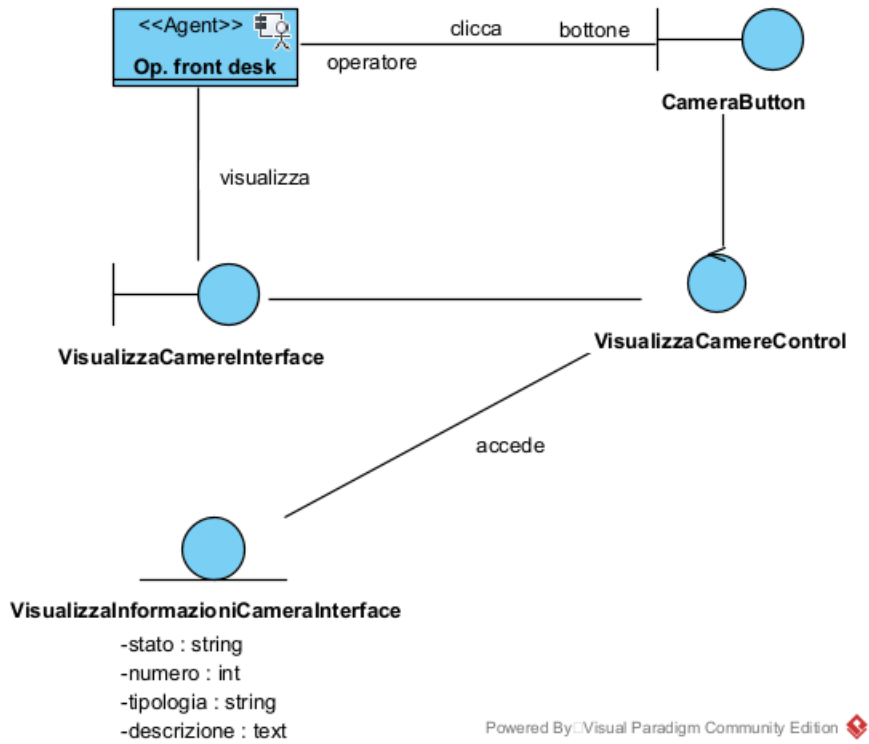 <<Agent>>
Op. front desk
clicca
bottone
operatore
CameraButton
visualizza
VisualizzaCamereInterface
VisualizzaCamereControl
accede
VisualizzaInformazioniCameraInterface
-stato : string
-numero : int
-tipologia : string
-descrizione : text
Powered By Visual Paradigm Community Edition